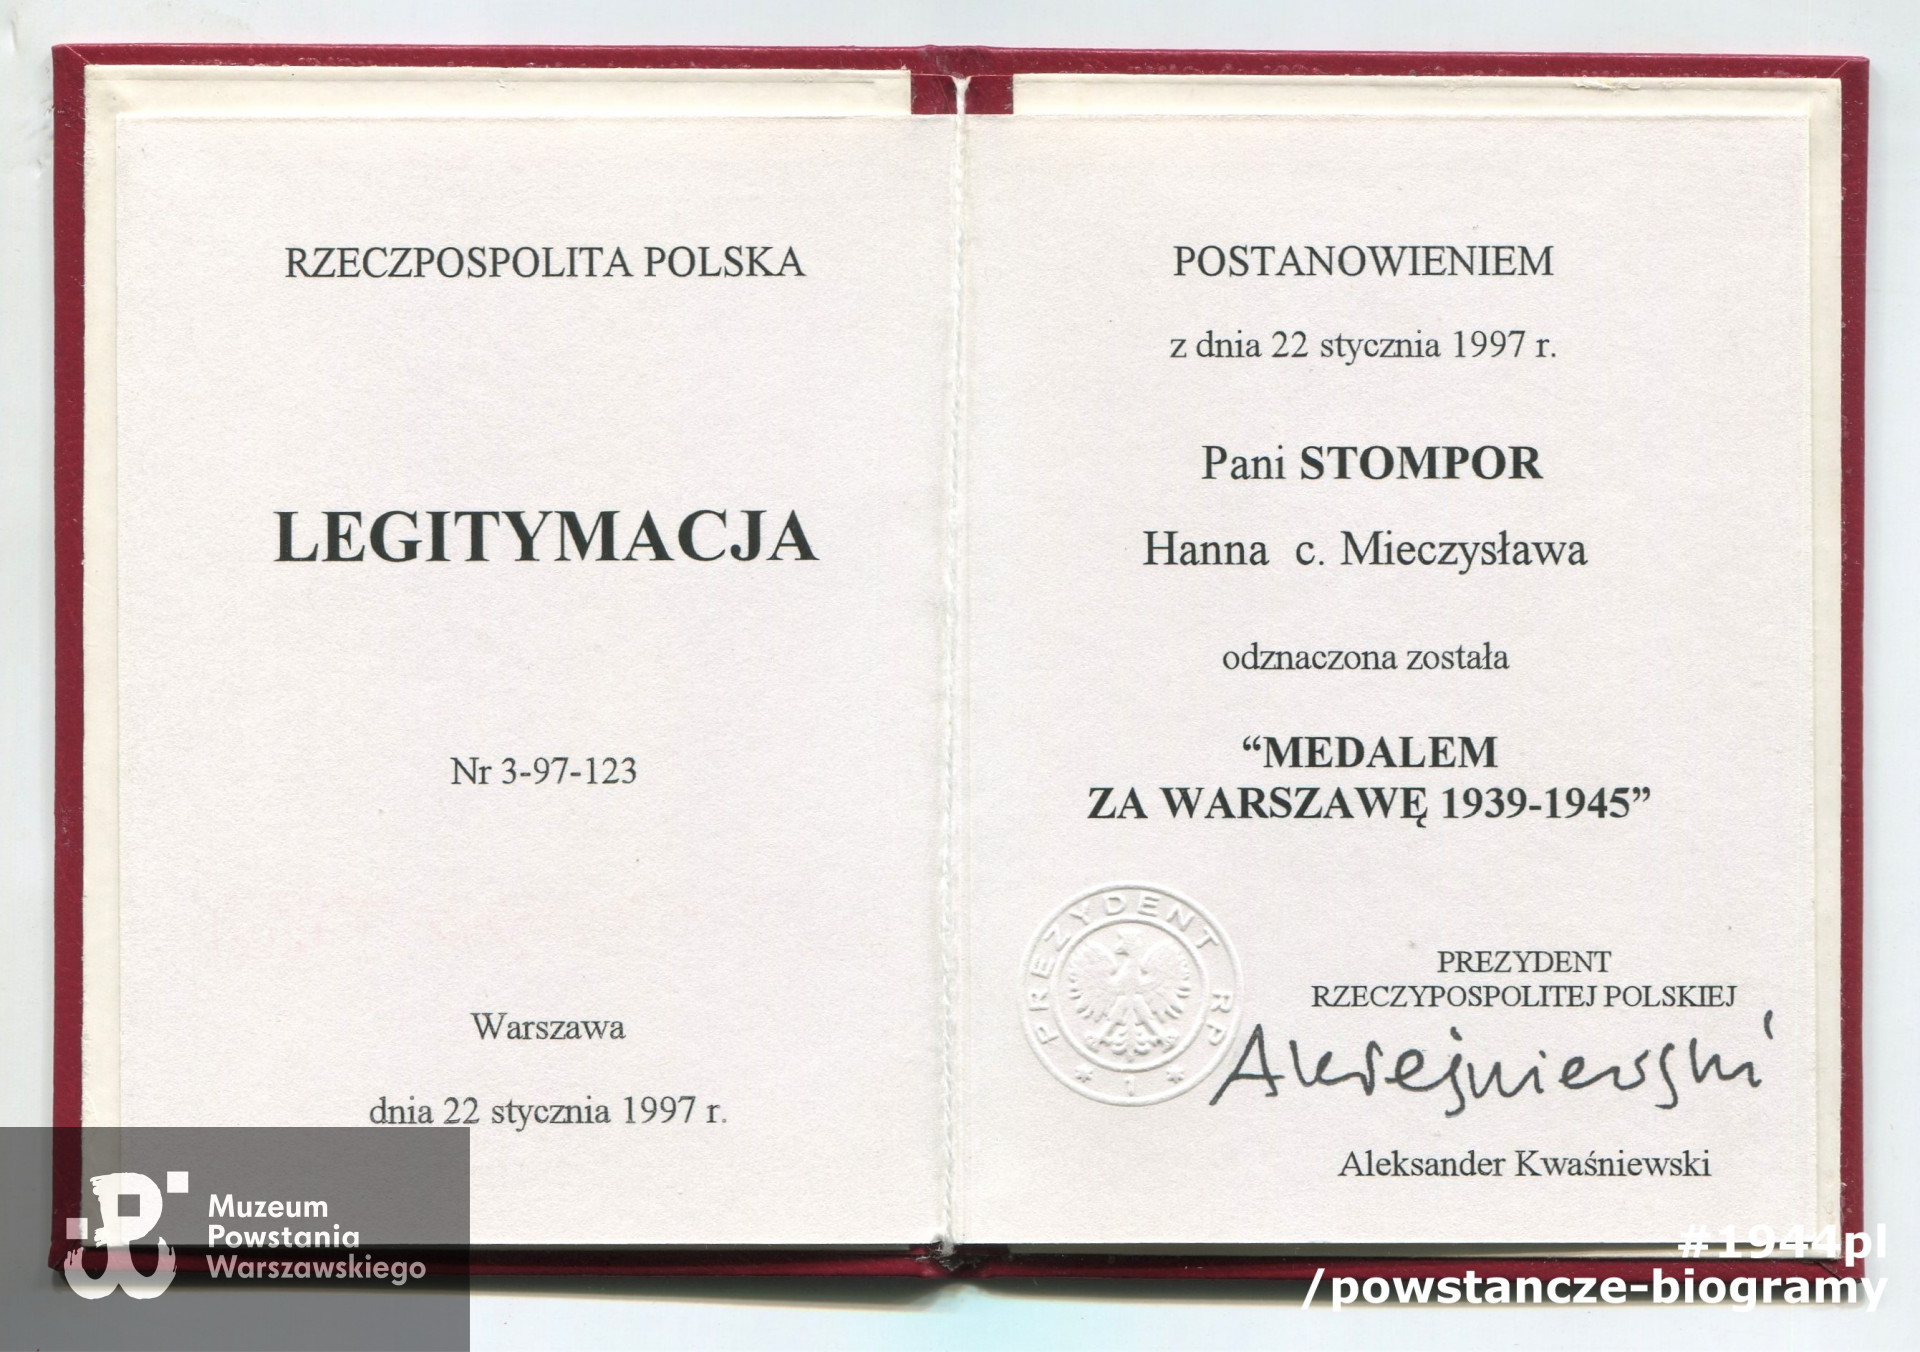 RZECZPOSPOLITA POLSKA
LEGITYMACJA
Nr 3-97-123
Warszawa
dnia 22 stycznia 1997 r.
POSTANOWIENIEM
z dnia 22 stycznia 1997 r.
Pani STOMPOR
Hanna c. Mieczysława
odznaczona została
“MEDALEM
ZA WARSZAWĘ 1939-1945”
PREZYDENT RP
1
PREZYDENT
RZECZYPOSPOLITEJ POLSKIEJ
AKwaśniewski
Aleksander Kwaśniewski
Muzeum
Powstania
Warszawskiego
#1944pl
/powstancze-biogramy